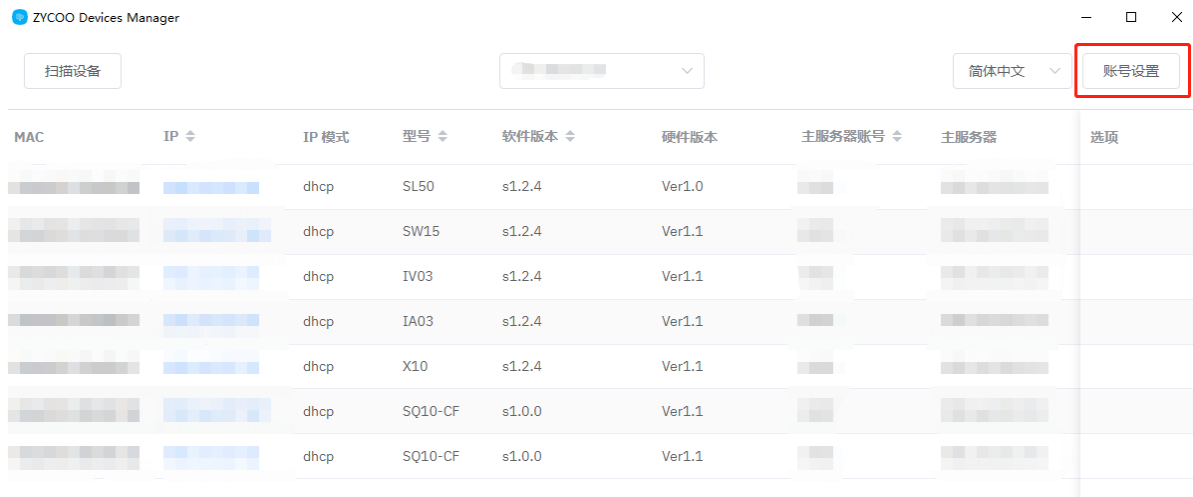 ZYCOO Devices Manager
扫描设备 简体中文 账号设置
MAC IP IP 模式 型号 软件版本 硬件版本 主服务器账号 主服务器 选项
dhcp SL50 s1.2.4 Ver1.0
dhcp SW15 s1.2.4 Ver1.1
dhcp IV03 s1.2.4 Ver1.1
dhcp IA03 s1.2.4 Ver1.1
dhcp X10 s1.2.4 Ver1.1
dhcp SQ10-CF s1.0.0 Ver1.1
dhcp SQ10-CF s1.0.0 Ver1.1